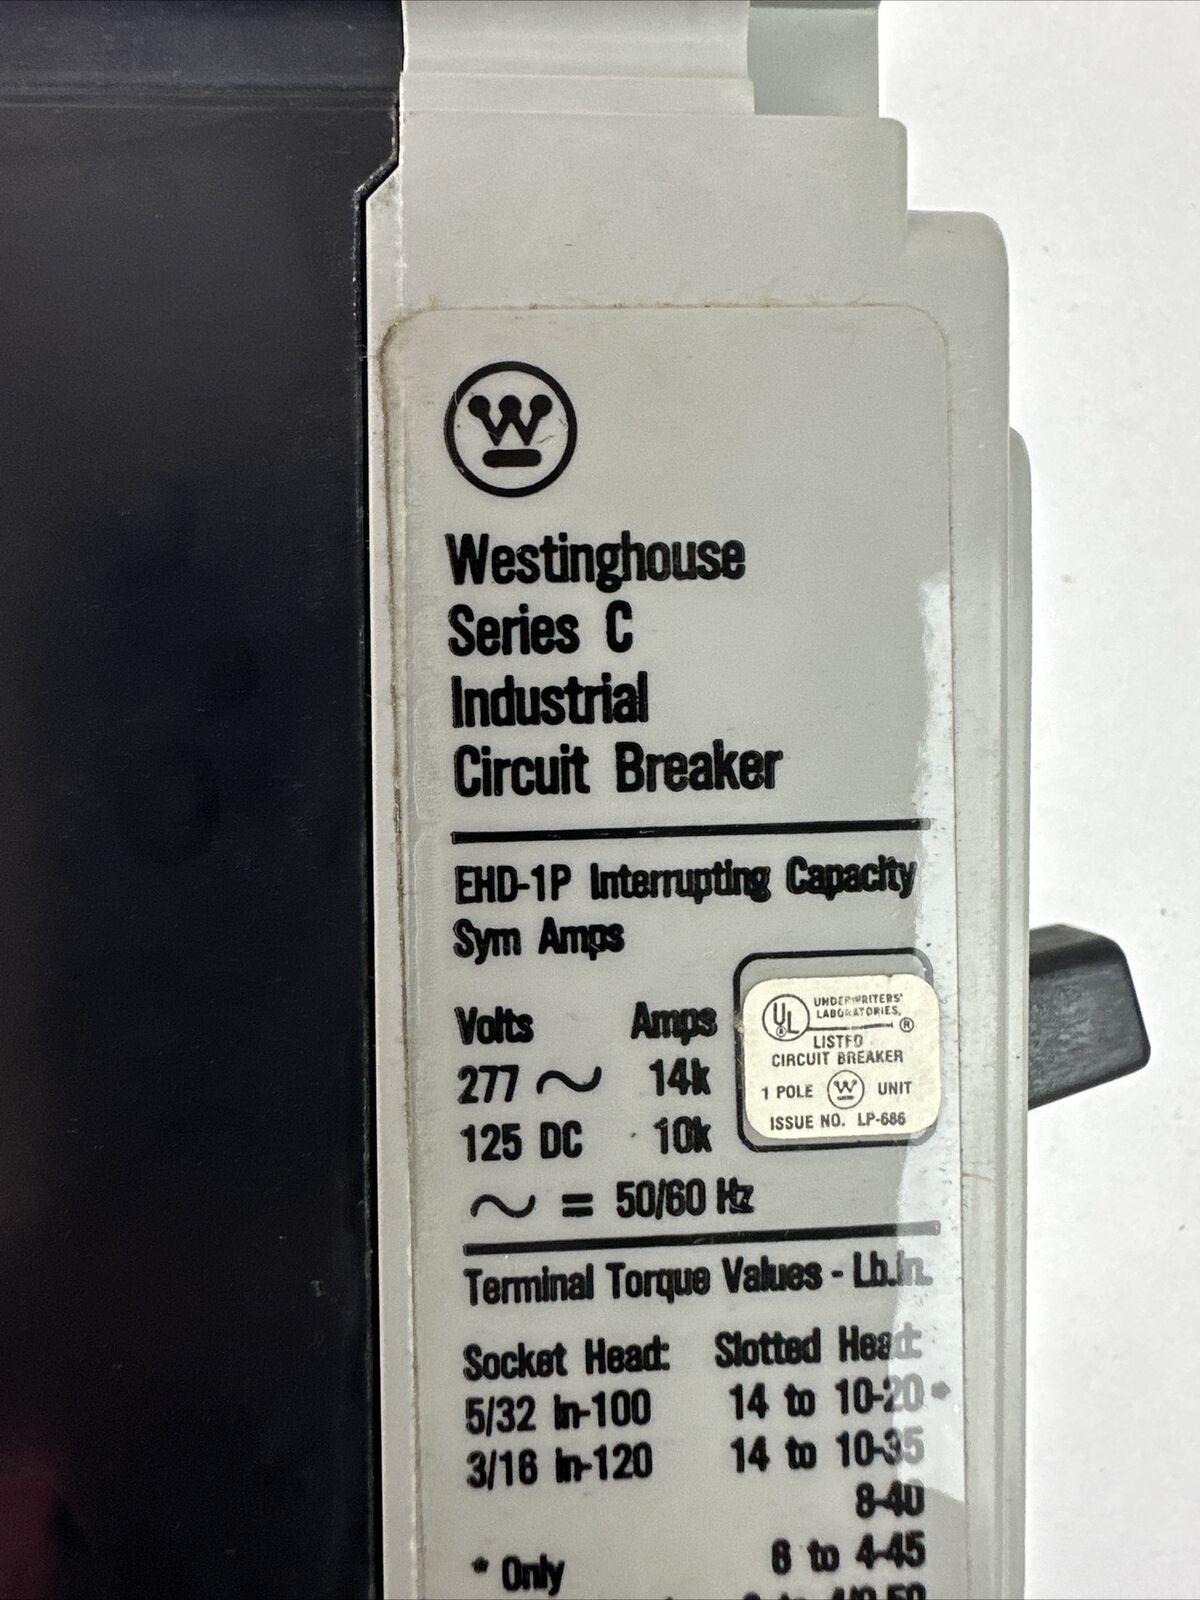 W
Westinghouse
Series C
Industrial
Circuit Breaker
EHD-1P Interrupting Capacity
Sym Amps
Volts Amps
277 ~ 14k
125 DC 10k
~ = 50/60 Hz
UL
UNDERWRITERS'
LABORATORIES,
®
LISTED
CIRCUIT BREAKER
1 POLE W UNIT
ISSUE NO. LP-686
Terminal Torque Values - Lb.In.
Socket Head: Slotted Head:
5/32 In-100 14 to 10-20 *
3/16 In-120 14 to 10-35
8-40
6 to 4-45
* Only